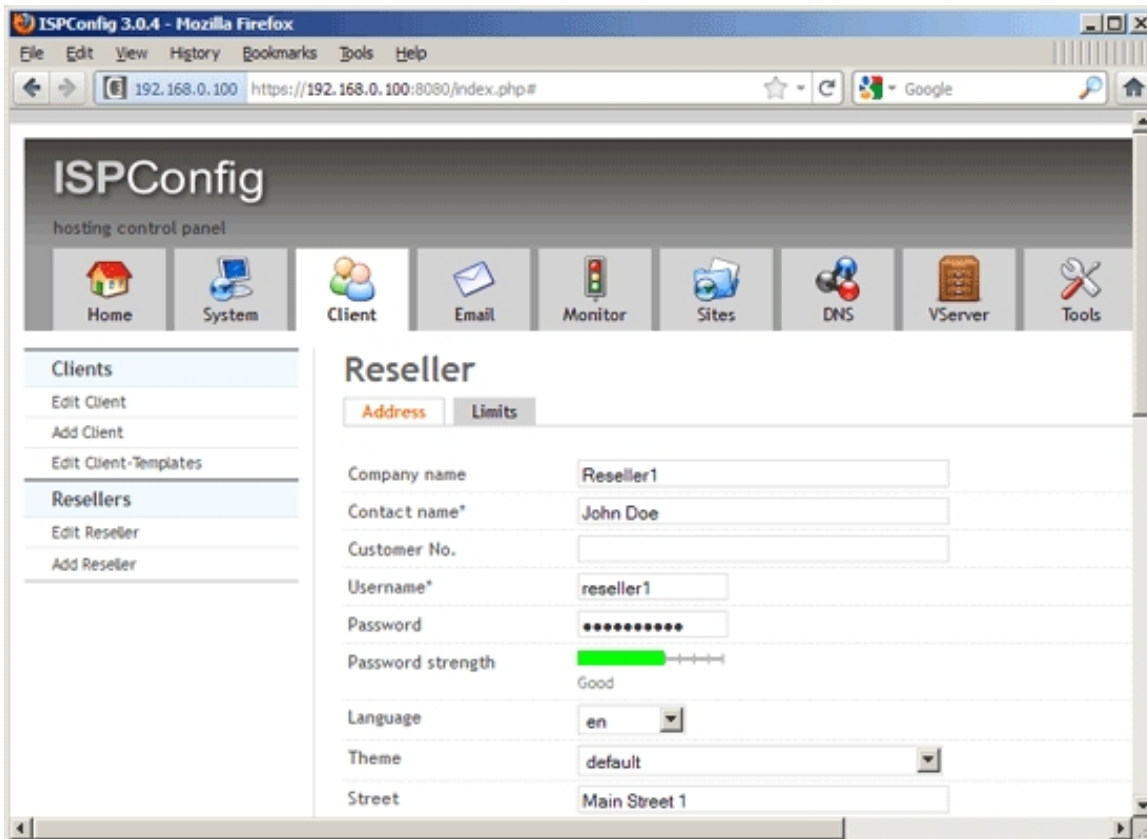 ISPConfig 3.0.4 - Mozilla Firefox
File Edit View History Bookmarks Tools Help
192.168.0.100 https://192.168.0.100:8080/index.php# Google
ISPConfig
hosting control panel
Home System Client Email Monitor Sites DNS VServer Tools
Clients
Edit Client
Add Client
Edit Client-Templates
Resellers
Edit Reseller
Add Reseller
Reseller
Address Limits
Company name Reseller1
Contact name* John Doe
Customer No.
Username* reseller1
Password ••••••••••
Password strength
Good
Language en
Theme default
Street Main Street 1